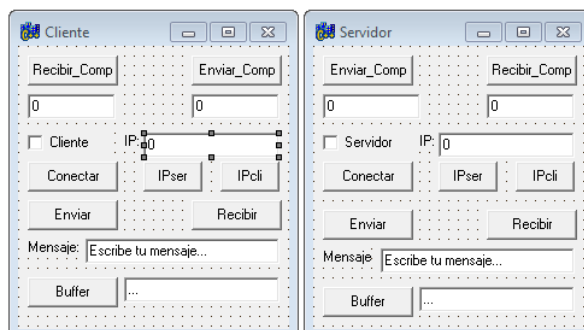 Cliente
Recibir_Comp Enviar_Comp
0 0
Cliente IP: 0
Conectar IPser IPcli
Enviar Recibir
Mensaje: Escribe tu mensaje...
Buffer ...
Servidor
Enviar_Comp Recibir_Comp
0 0
Servidor IP: 0
Conectar IPser IPcli
Enviar Recibir
Mensaje Escribe tu mensaje...
Buffer ...